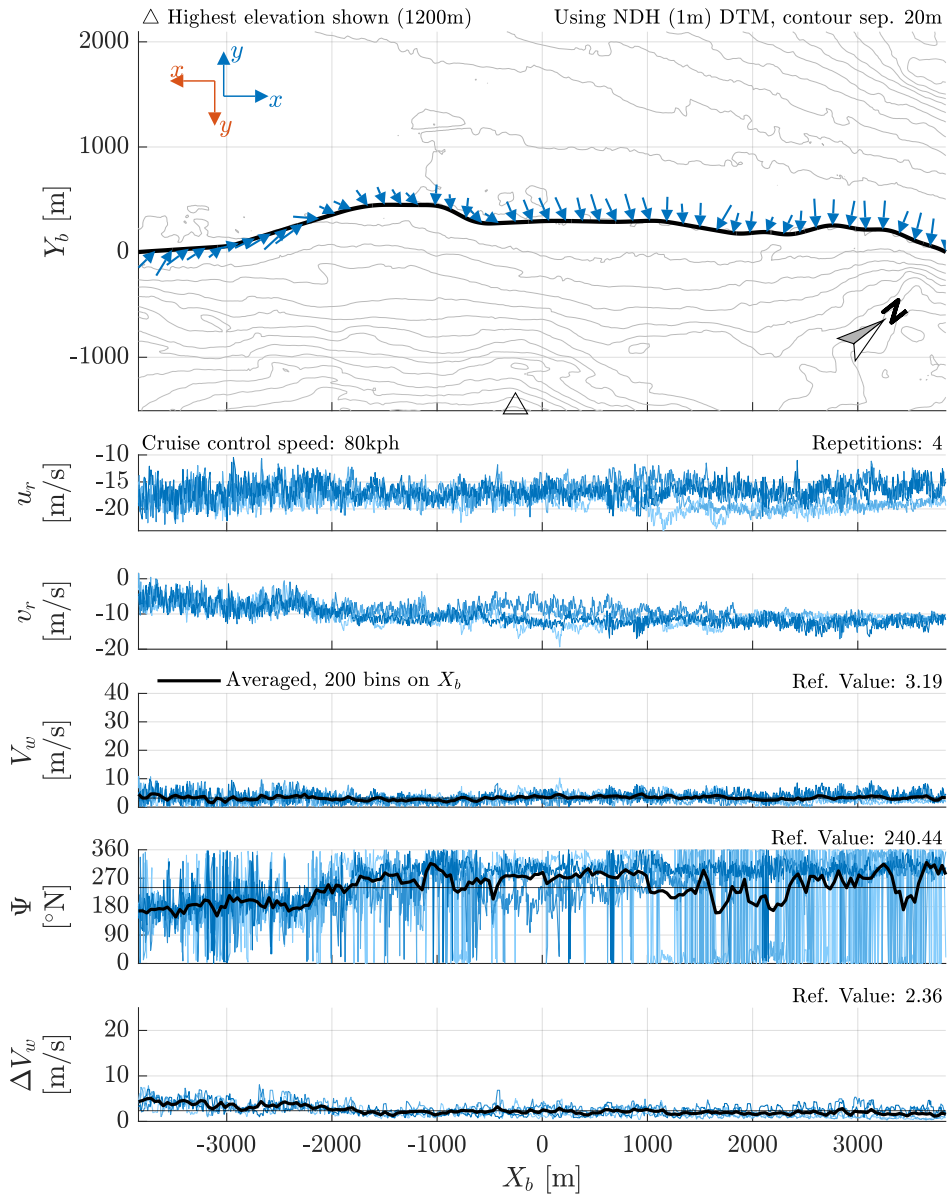 △ Highest elevation shown (1200m) Using NDH (1m) DTM, contour sep. 20m
2000
1000
0
-1000
Y_b [m]
y
x
x
y
N
Cruise control speed: 80kph Repetitions: 4
-10
-15
-20
u_r [m/s]
0
-10
-20
v_r [m/s]
Averaged, 200 bins on X_b Ref. Value: 3.19
40
30
20
10
0
V_w [m/s]
Ref. Value: 240.44
360
270
180
90
0
Ψ [°N]
Ref. Value: 2.36
20
10
0
ΔV_w [m/s]
-3000 -2000 -1000 0 1000 2000 3000
X_b [m]